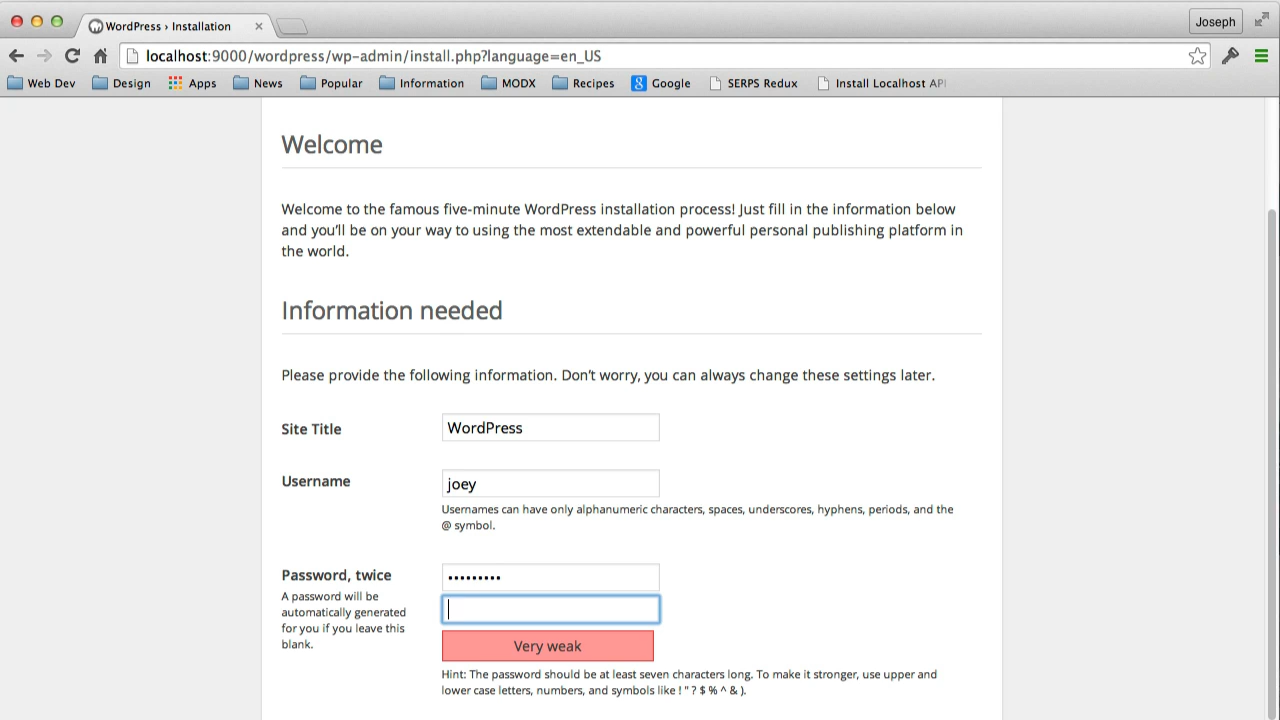 WordPress › Installation
Joseph
localhost:9000/wordpress/wp-admin/install.php?language=en_US
Web Dev Design Apps News Popular Information MODX Recipes Google SERPS Redux Install Localhost API
Welcome
Welcome to the famous five-minute WordPress installation process! Just fill in the information below
and you’ll be on your way to using the most extendable and powerful personal publishing platform in
the world.
Information needed
Please provide the following information. Don’t worry, you can always change these settings later.
Site Title WordPress
Username joey
Usernames can have only alphanumeric characters, spaces, underscores, hyphens, periods, and the
@ symbol.
Password, twice •••••••••
A password will be
automatically generated
for you if you leave this
blank.
Very weak
Hint: The password should be at least seven characters long. To make it stronger, use upper and
lower case letters, numbers, and symbols like ! " ? $ % ^ & ).